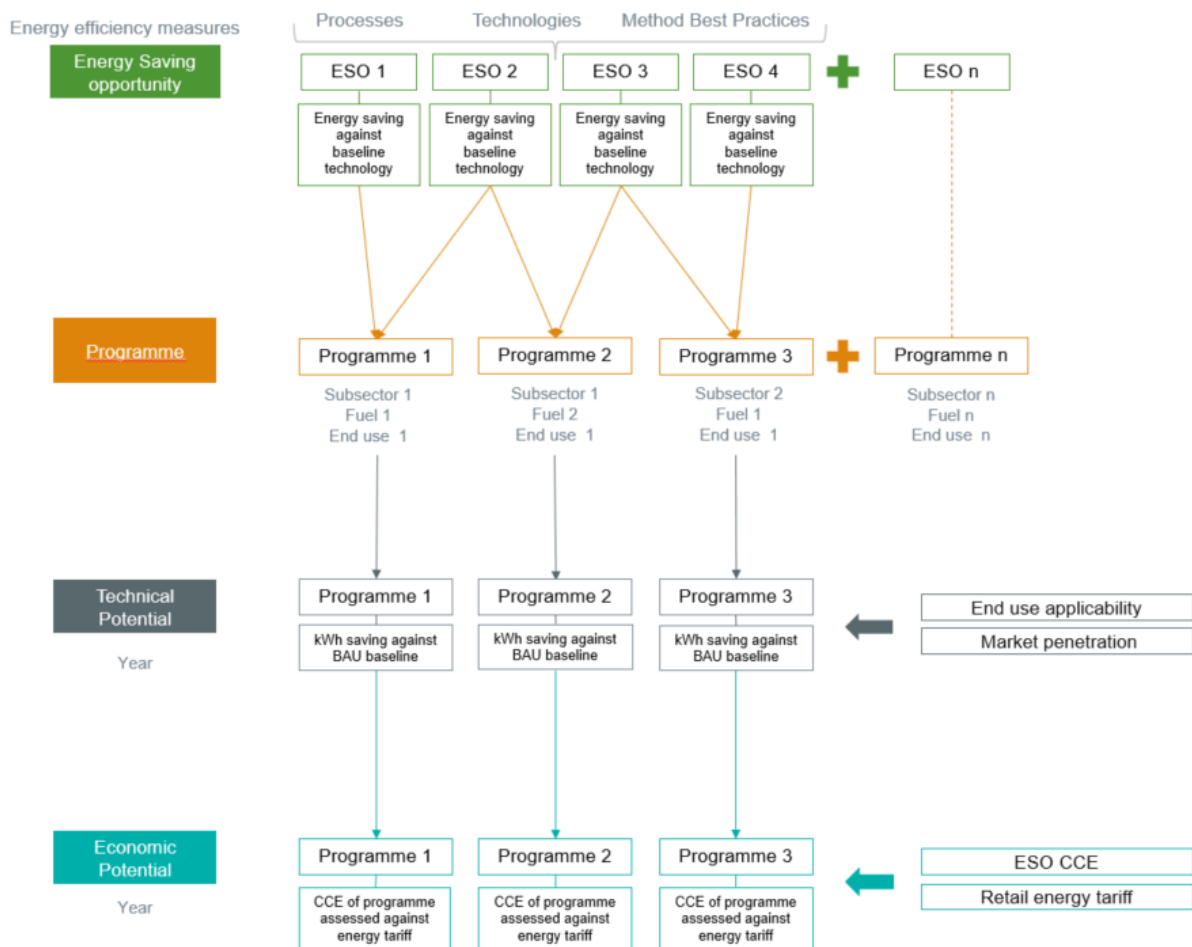 Energy efficiency measures
Processes Technologies Method Best Practices
Energy Saving
opportunity
ESO 1 ESO 2 ESO 3 ESO 4 ESO n
Energy saving
against
baseline
technology
Energy saving
against
baseline
technology
Energy saving
against
baseline
technology
Energy saving
against
baseline
technology
Programme
Programme 1 Programme 2 Programme 3 Programme n
Subsector 1
Fuel 1
End use 1
Subsector 1
Fuel 2
End use 1
Subsector 2
Fuel 1
End use 1
Subsector n
Fuel n
End use n
Technical
Potential
Year
Programme 1 Programme 2 Programme 3
kWh saving against
BAU baseline
kWh saving against
BAU baseline
kWh saving against
BAU baseline
End use applicability
Market penetration
Economic
Potential
Year
Programme 1 Programme 2 Programme 3
CCE of programme
assessed against
energy tariff
CCE of programme
assessed against
energy tariff
CCE of programme
assessed against
energy tariff
ESO CCE
Retail energy tariff